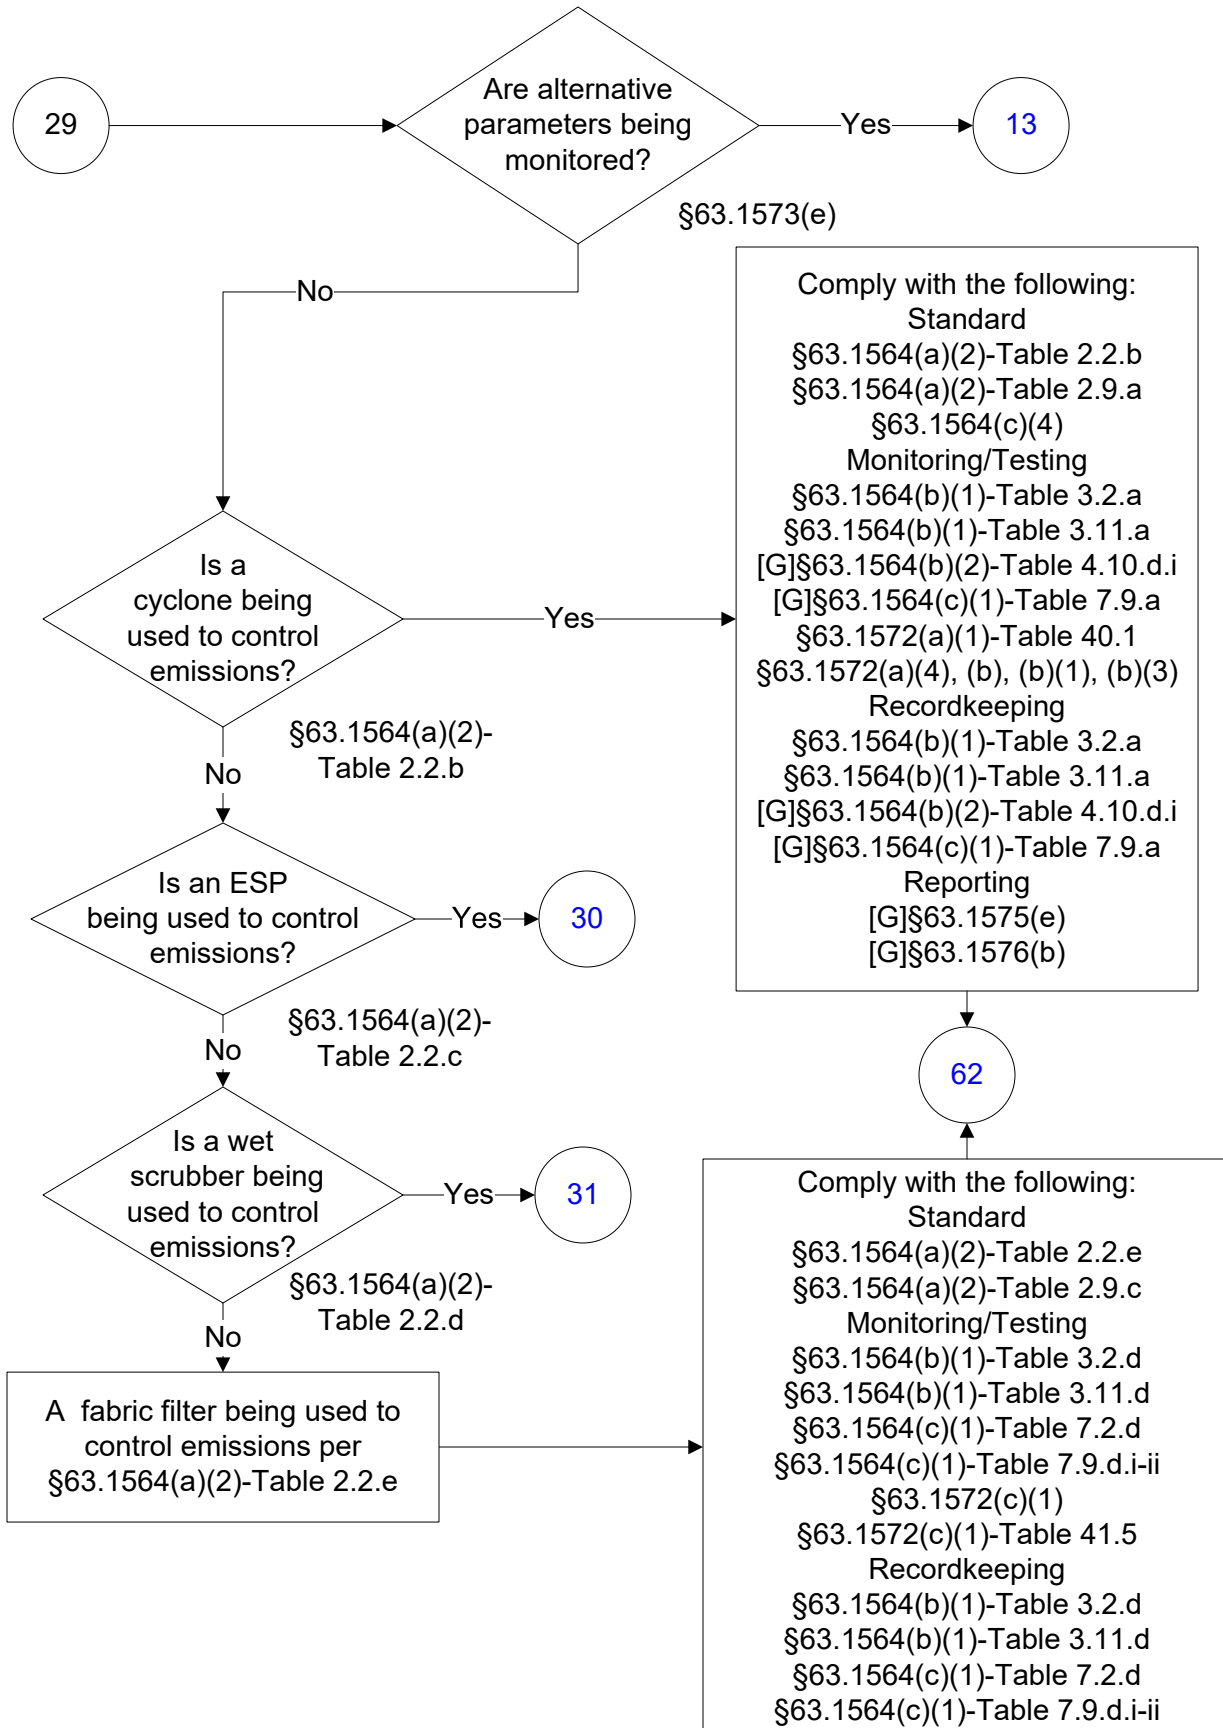 29
Are alternative
parameters being
monitored?
Yes
13
§63.1573(e)
No
Is a
cyclone being
used to control
emissions?
Yes
§63.1564(a)(2)-
Table 2.2.b
Comply with the following:
Standard
§63.1564(a)(2)-Table 2.2.b
§63.1564(a)(2)-Table 2.9.a
§63.1564(c)(4)
Monitoring/Testing
§63.1564(b)(1)-Table 3.2.a
§63.1564(b)(1)-Table 3.11.a
[G]§63.1564(b)(2)-Table 4.10.d.i
[G]§63.1564(c)(1)-Table 7.9.a
§63.1572(a)(1)-Table 40.1
§63.1572(a)(4), (b), (b)(1), (b)(3)
Recordkeeping
§63.1564(b)(1)-Table 3.2.a
§63.1564(b)(1)-Table 3.11.a
[G]§63.1564(b)(2)-Table 4.10.d.i
[G]§63.1564(c)(1)-Table 7.9.a
Reporting
[G]§63.1575(e)
[G]§63.1576(b)
No
Is an ESP
being used to control
emissions?
Yes
30
§63.1564(a)(2)-
Table 2.2.c
62
No
Is a wet
scrubber being
used to control
emissions?
Yes
31
§63.1564(a)(2)-
Table 2.2.d
No
A  fabric filter being used to
control emissions per
§63.1564(a)(2)-Table 2.2.e
Comply with the following:
Standard
§63.1564(a)(2)-Table 2.2.e
§63.1564(a)(2)-Table 2.9.c
Monitoring/Testing
§63.1564(b)(1)-Table 3.2.d
§63.1564(b)(1)-Table 3.11.d
§63.1564(c)(1)-Table 7.2.d
§63.1564(c)(1)-Table 7.9.d.i-ii
§63.1572(c)(1)
§63.1572(c)(1)-Table 41.5
Recordkeeping
§63.1564(b)(1)-Table 3.2.d
§63.1564(b)(1)-Table 3.11.d
§63.1564(c)(1)-Table 7.2.d
§63.1564(c)(1)-Table 7.9.d.i-ii